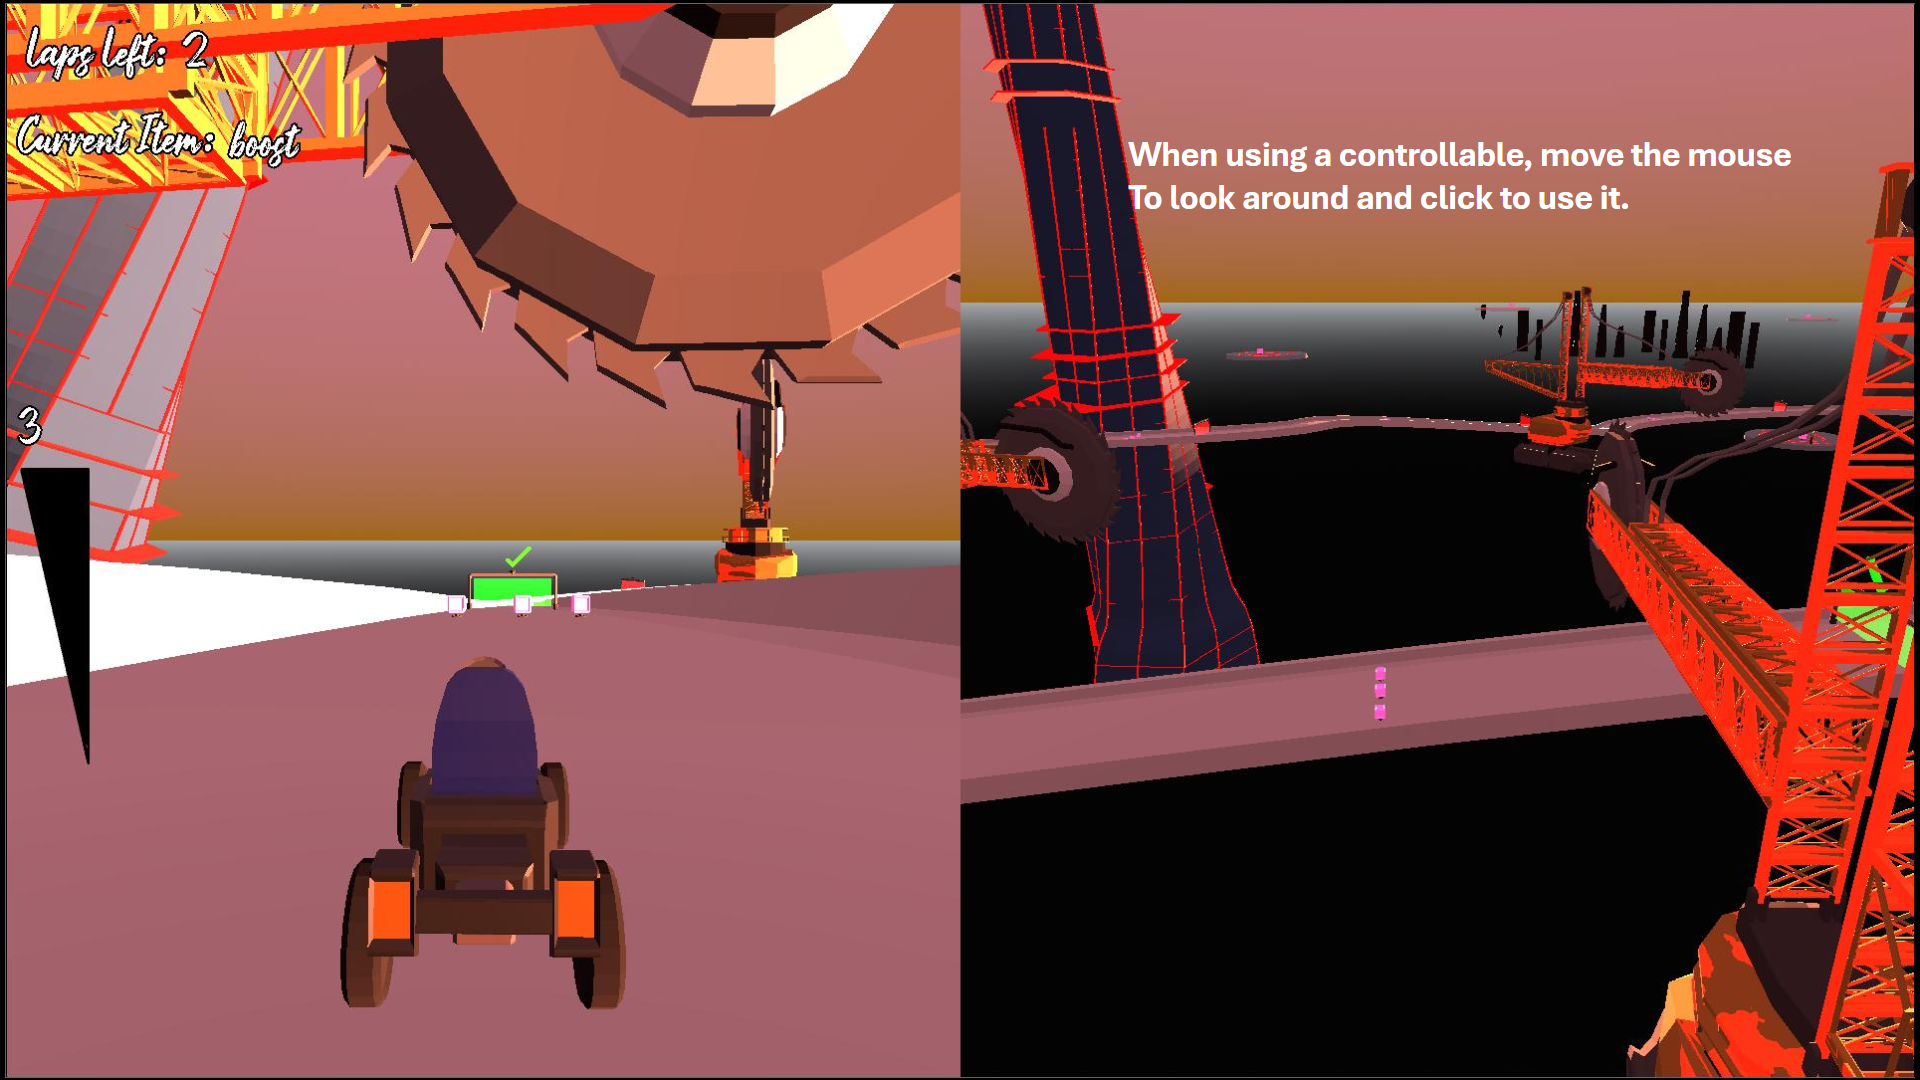 Laps left: 2
Current Item: boost
3
When using a controllable, move the mouse
To look around and click to use it.